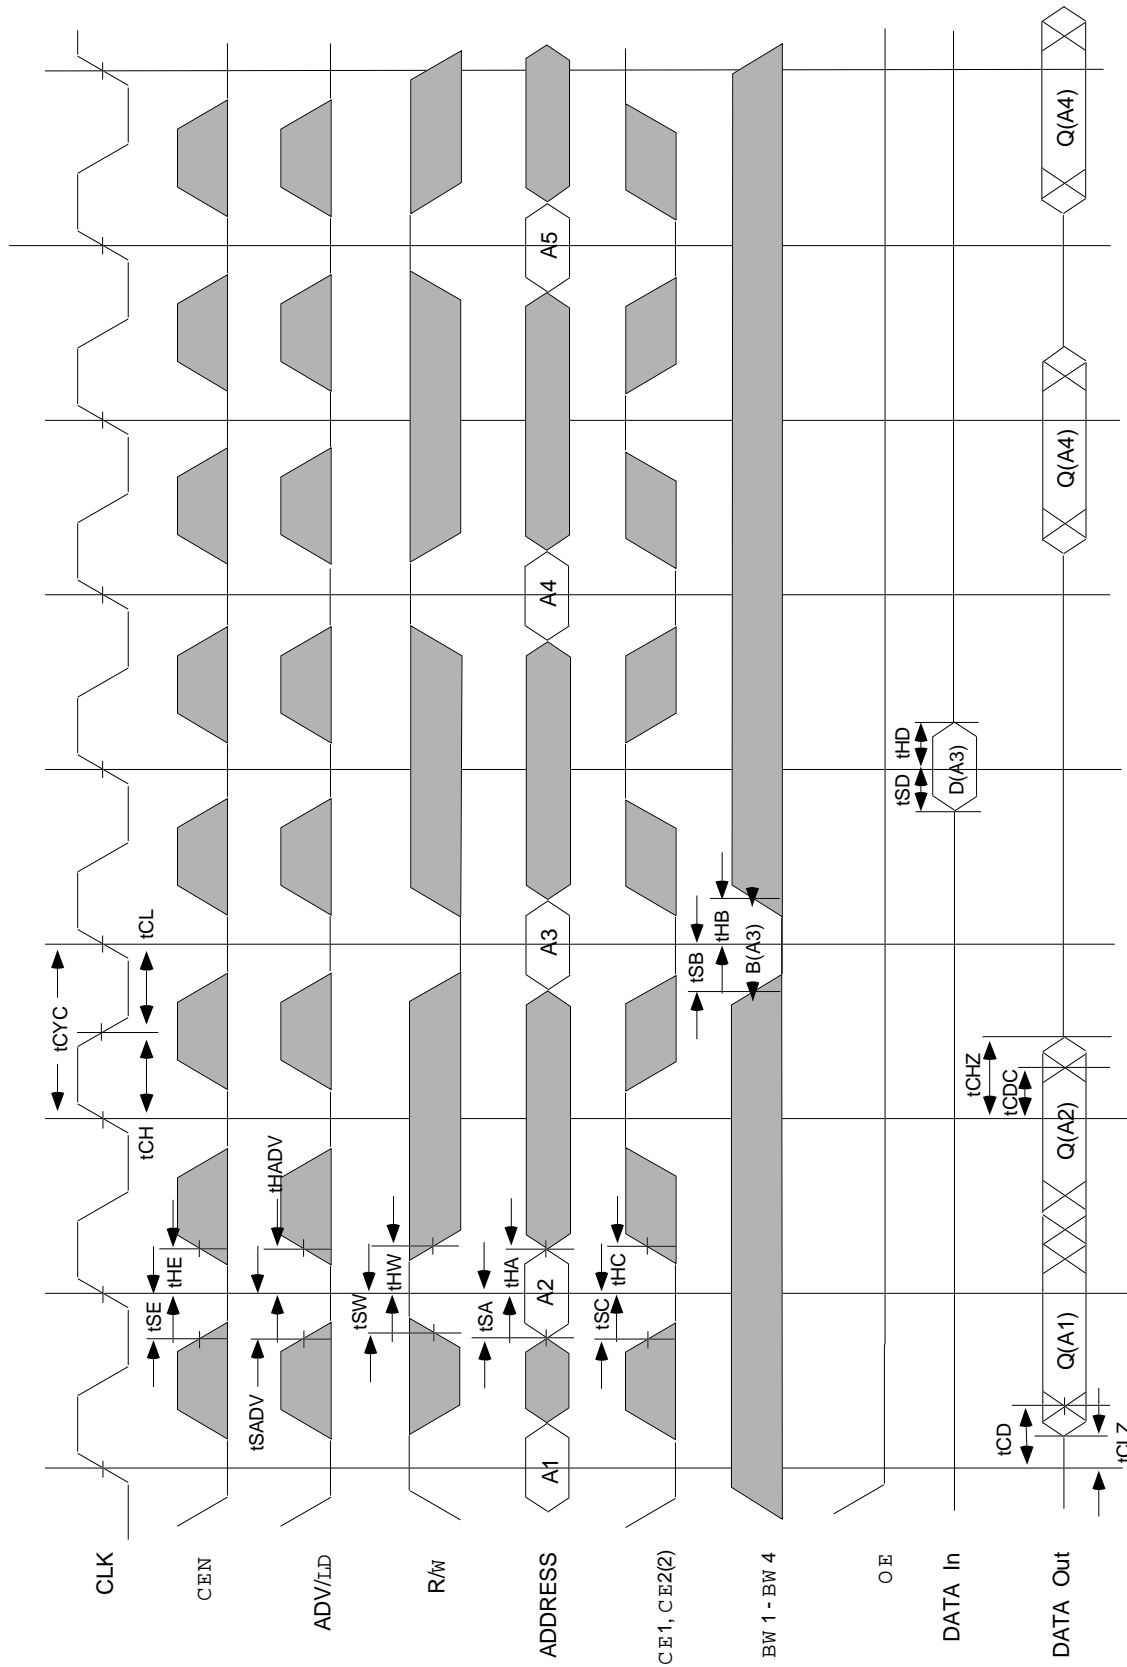 tCYC
tCH
tCL
CLK
tSE
tHE
CEN
tSADV
tHADV
ADV/LD
tSW
tHW
R/W
tSA
tHA
ADDRESS
A1
A2
A3
A4
A5
tSC
tHC
CE1, CE2(2)
tSB
tHB
B(A3)
BW1 - BW4
OE
tSD
tHD
D(A3)
DATA In
tCD
tCLZ
tCHZ
tCDC
Q(A1)
Q(A2)
Q(A4)
Q(A4)
DATA Out